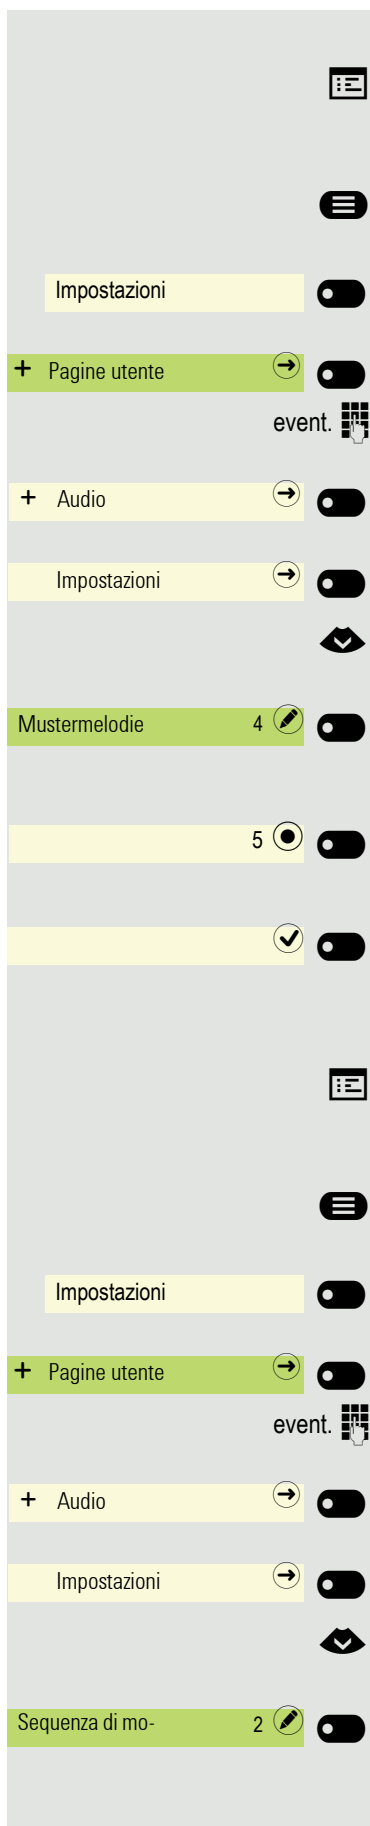 Impostazioni
+ Pagine utente
event.
+ Audio
Impostazioni
Mustermelodie 4
5
Impostazioni
+ Pagine utente
event.
+ Audio
Impostazioni
Sequenza di mo- 2